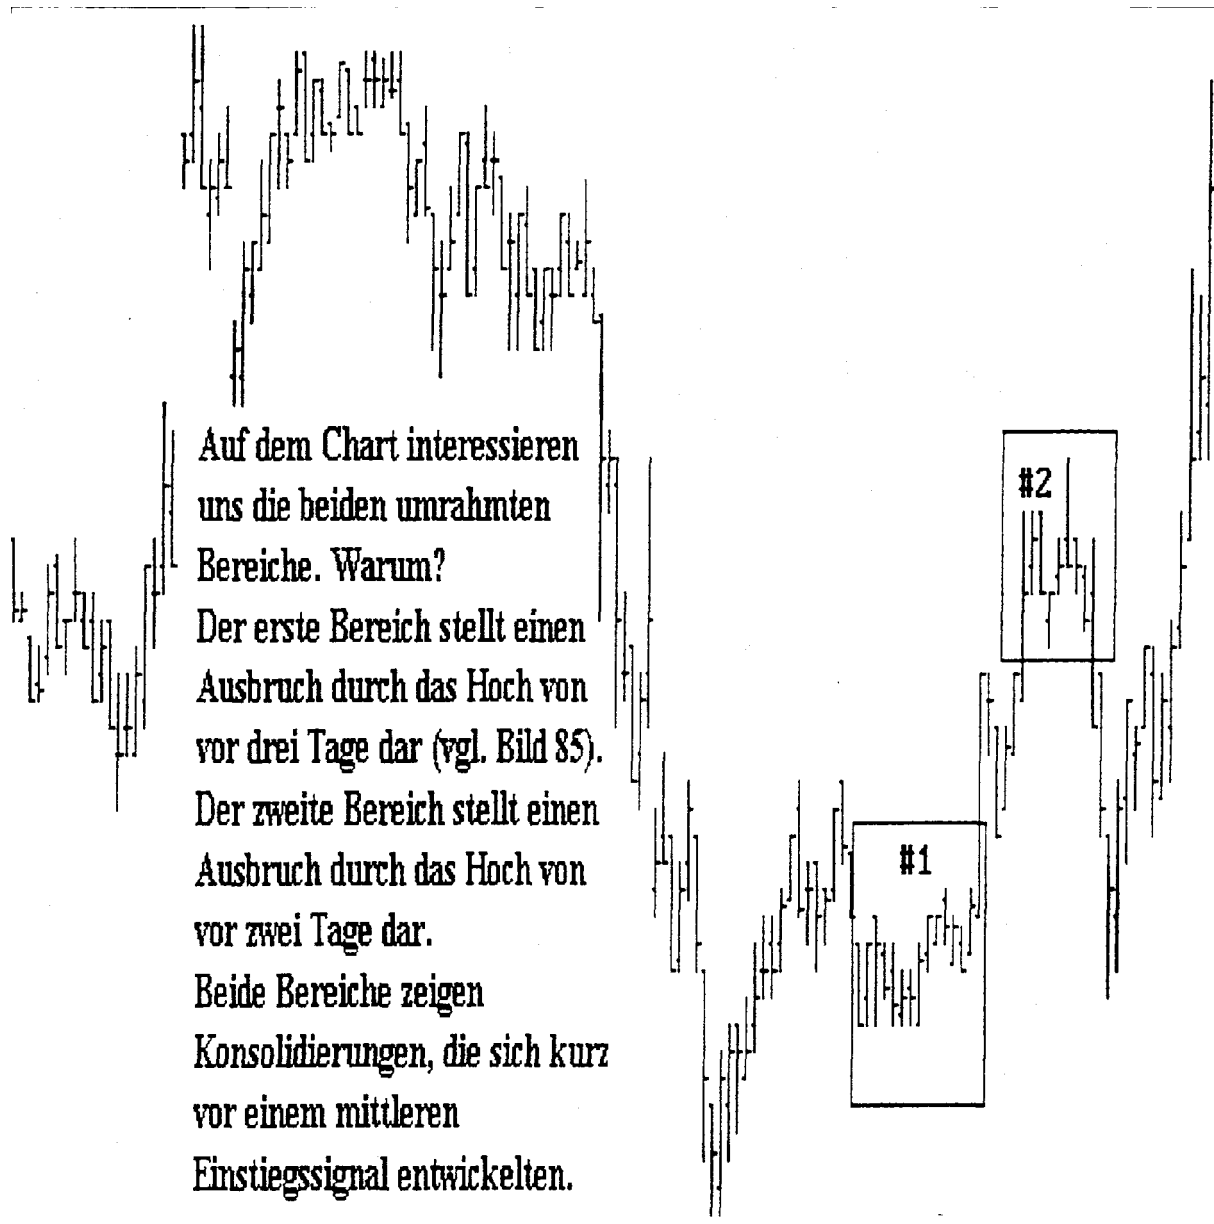 Auf dem Chart interessieren
uns die beiden umrahmten
Bereiche. Warum?
Der erste Bereich stellt einen
Ausbruch durch das Hoch von
vor drei Tage dar (vgl. Bild 85).
Der zweite Bereich stellt einen
Ausbruch durch das Hoch von
vor zwei Tage dar.
Beide Bereiche zeigen
Konsolidierungen, die sich kurz
vor einem mittleren
Einstiegssignal entwickelten.
#1
#2